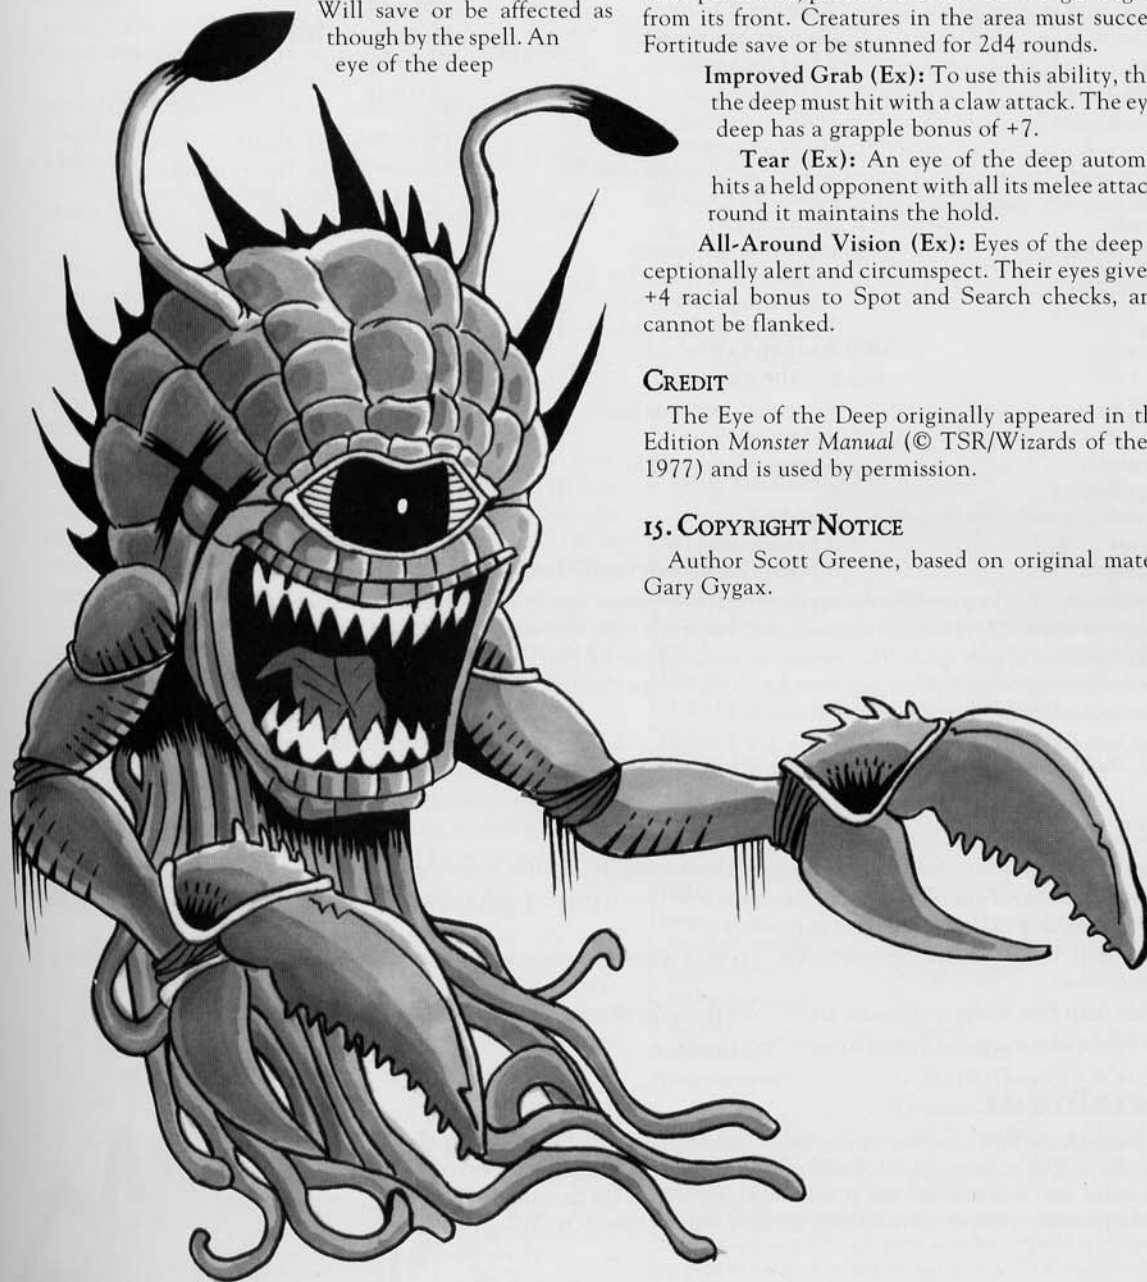 Will save or be affected as
though by the spell. An
eye of the deep
from its front. Creatures in the area must succe
Fortitude save or be stunned for 2d4 rounds.
Improved Grab (Ex): To use this ability, th
the deep must hit with a claw attack. The ey
deep has a grapple bonus of +7.
Tear (Ex): An eye of the deep autom
hits a held opponent with all its melee attac
round it maintains the hold.
All-Around Vision (Ex): Eyes of the deep
ceptionally alert and circumspect. Their eyes give
+4 racial bonus to Spot and Search checks, an
cannot be flanked.
CREDIT
The Eye of the Deep originally appeared in th
Edition Monster Manual (© TSR/Wizards of the
1977) and is used by permission.
15. COPYRIGHT NOTICE
Author Scott Greene, based on original mate
Gary Gygax.